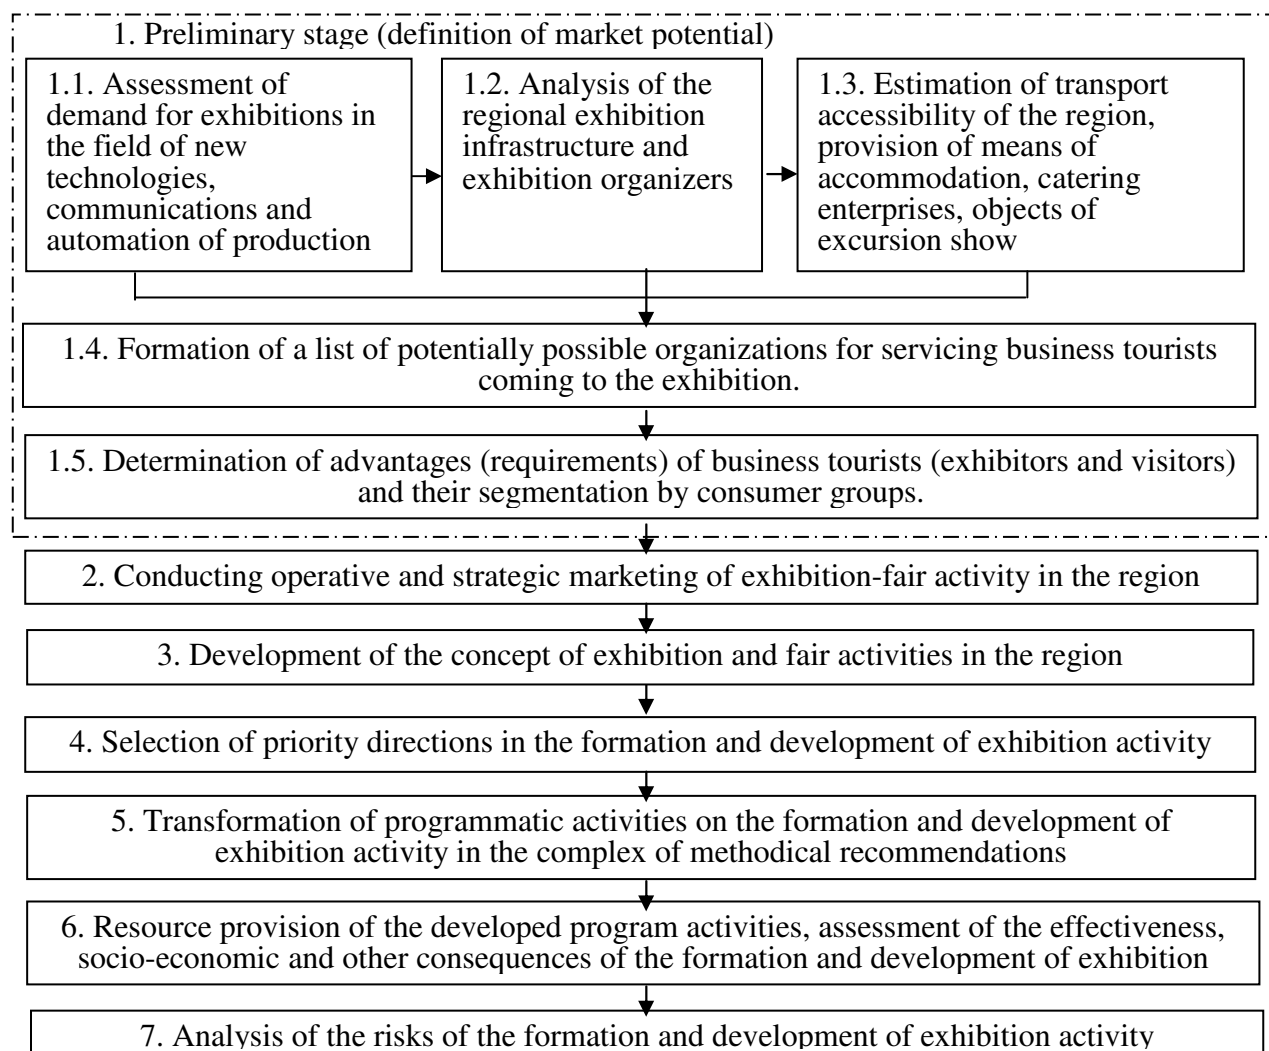 1. Preliminary stage (definition of market potential)
1.1. Assessment of
demand for exhibitions in
the field of new
technologies,
communications and
automation of production
1.2. Analysis of the
regional exhibition
infrastructure and
exhibition organizers
1.3. Estimation of transport
accessibility of the region,
provision of means of
accommodation, catering
enterprises, objects of
excursion show
1.4. Formation of a list of potentially possible organizations for servicing business tourists
coming to the exhibition.
1.5. Determination of advantages (requirements) of business tourists (exhibitors and visitors)
and their segmentation by consumer groups.
2. Conducting operative and strategic marketing of exhibition-fair activity in the region
3. Development of the concept of exhibition and fair activities in the region
4. Selection of priority directions in the formation and development of exhibition activity
5. Transformation of programmatic activities on the formation and development of
exhibition activity in the complex of methodical recommendations
6. Resource provision of the developed program activities, assessment of the effectiveness,
socio-economic and other consequences of the formation and development of exhibition
7. Analysis of the risks of the formation and development of exhibition activity